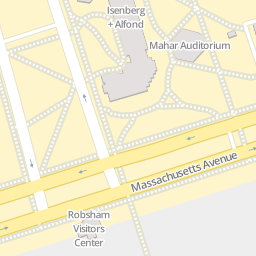 Isenberg
+ Alfond
Mahar Auditorium
Massachusetts Avenue
Robsham
Visitors
Center